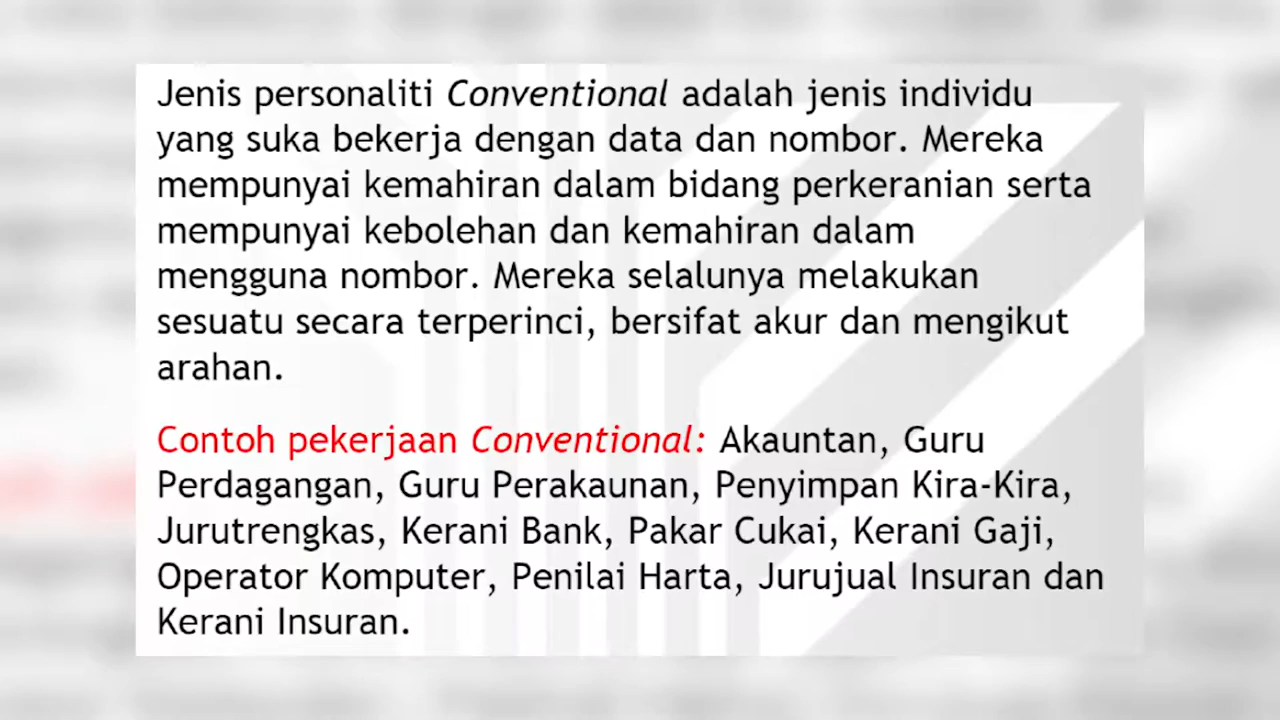 Jenis personaliti Conventional adalah jenis individu
yang suka bekerja dengan data dan nombor. Mereka
mempunyai kemahiran dalam bidang perkeranian serta
mempunyai kebolehan dan kemahiran dalam
mengguna nombor. Mereka selalunya melakukan
sesuatu secara terperinci, bersifat akur dan mengikut
arahan.
Contoh pekerjaan Conventional: Akauntan, Guru
Perdagangan, Guru Perakaunan, Penyimpan Kira-Kira,
Jurutrengkas, Kerani Bank, Pakar Cukai, Kerani Gaji,
Operator Komputer, Penilai Harta, Jurujual Insuran dan
Kerani Insuran.